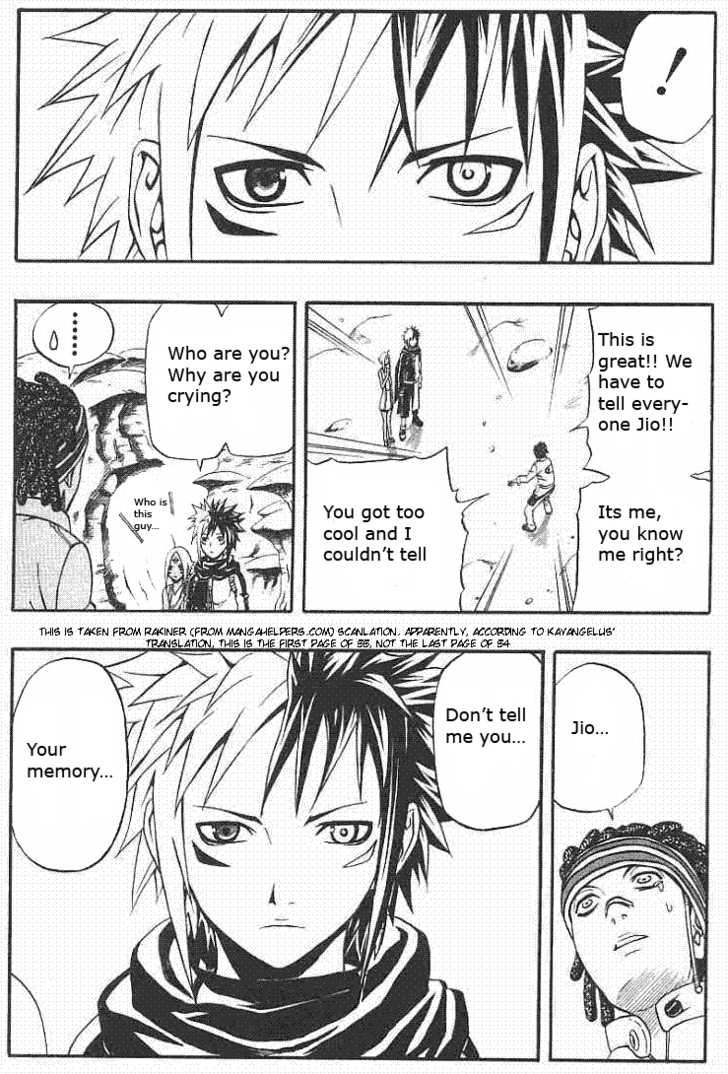 !
This is
great!! We
have to
tell every-
one Jio!!
Its me,
you know
me right?
You got too
cool and I
couldn't tell
Who are you?
Why are you
crying?
Who is
this
guy...
THIS IS TAKEN FROM RAKINER (FROM MANGAHELPERS.COM) SCANLATION. APPARENTLY, ACCORDING TO KAYANGELUS'
TRANSLATION, THIS IS THE FIRST PAGE OF 35, NOT THE LAST PAGE OF 34
Jio...
Don't tell
me you...
Your
memory...